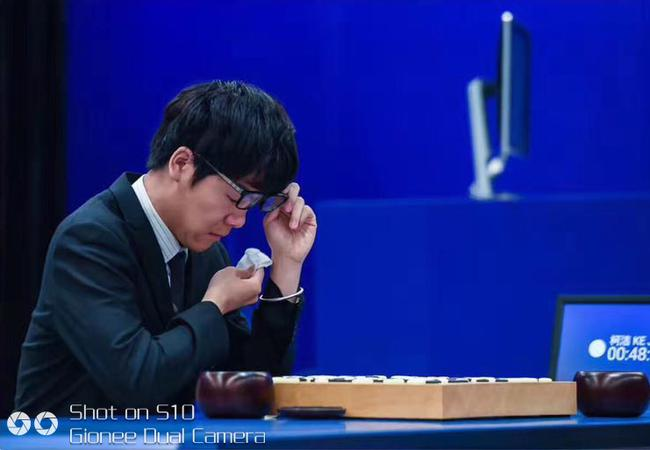 柯洁 KE J
00:48:
Shot on S10
Gionee Dual Camera